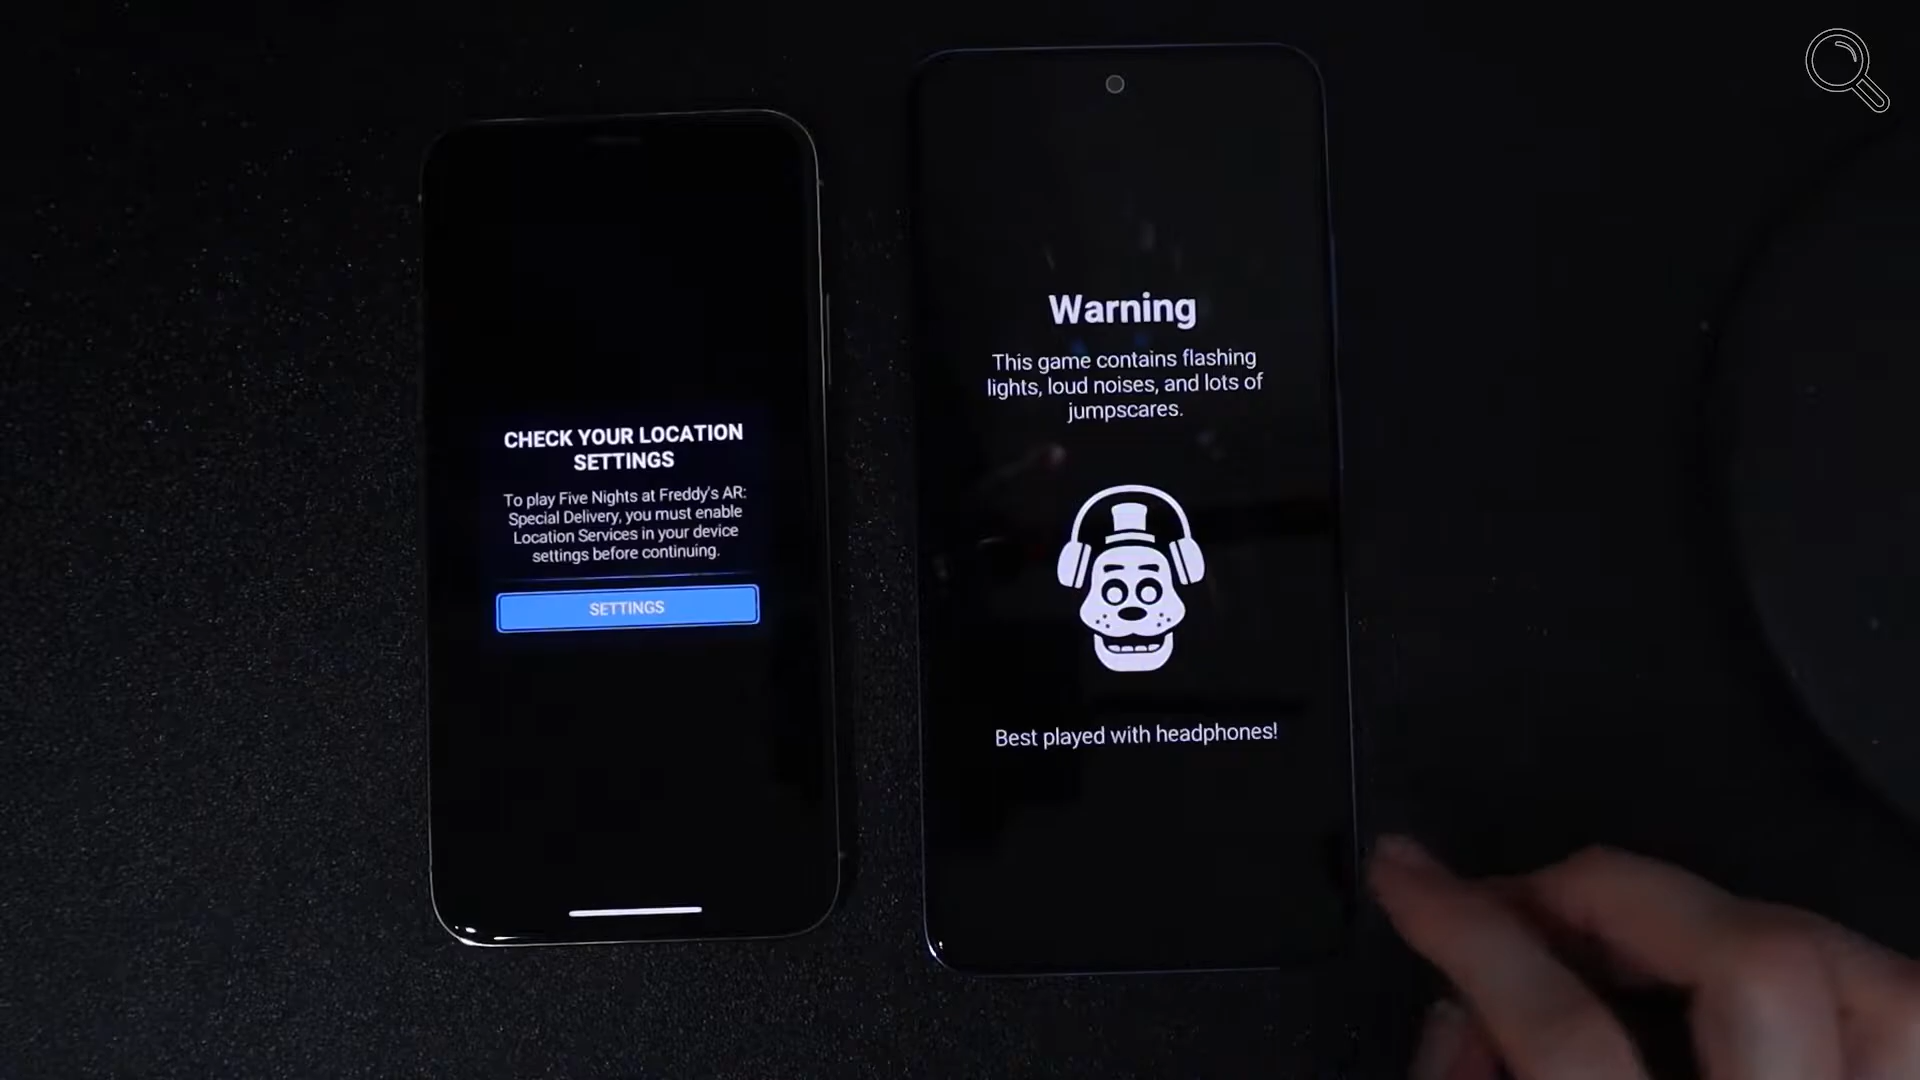 CHECK YOUR LOCATION
SETTINGS
To play Five Nights at Freddy's AR:
Special Delivery, you must enable
Location Services in your device
settings before continuing.
SETTINGS
Warning
This game contains flashing
lights, loud noises, and lots of
jumpscares.
Best played with headphones!